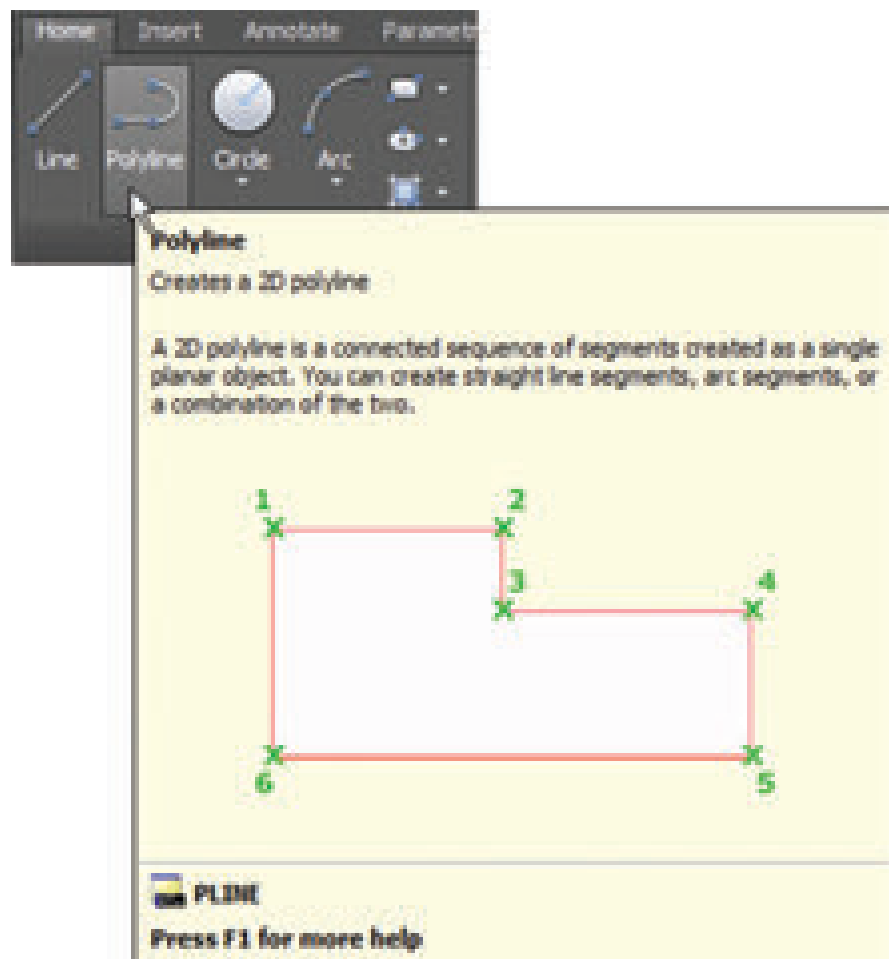 Home Insert Annotate Paramet
Line Polyline Circle Arc
Polyline
Creates a 2D polyline
A 2D polyline is a connected sequence of segments created as a single
planar object. You can create straight line segments, arc segments, or
a combination of the two.
1 2
3 4
6 5
PLINE
Press F1 for more help